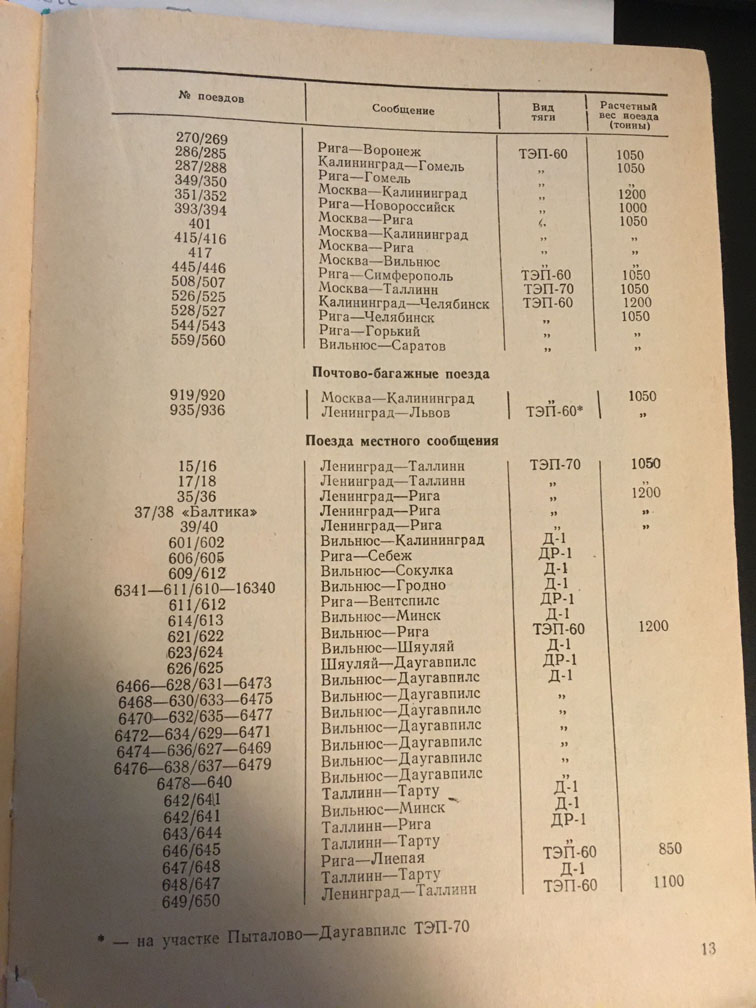 № поездов Сообщение Вид тяги Расчетный вес поезда (тонны)
270/269 Рига—Воронеж ТЭП-60 1050
286/285 Калининград—Гомель „ 1050
287/288 Рига—Гомель „ „
349/350 Москва—Калининград „ 1200
351/352 Рига—Новороссийск „ 1000
393/394 Москва—Рига „ 1050
401 Москва—Калининград „ „
415/416 Москва—Рига „ „
417 Москва—Вильнюс „ „
445/446 Рига—Симферополь ТЭП-60 1050
508/507 Москва—Таллинн ТЭП-70 1050
526/525 Калининград—Челябинск ТЭП-60 1200
528/527 Рига—Челябинск „ 1050
544/543 Рига—Горький „ „
559/560 Вильнюс—Саратов „ „
Почтово-багажные поезда
919/920 Москва—Калининград „ 1050
935/936 Ленинград—Львов ТЭП-60* „
Поезда местного сообщения
15/16 Ленинград—Таллинн ТЭП-70 1050
17/18 Ленинград—Таллинн „ „
35/36 Ленинград—Рига „ 1200
37/38 «Балтика» Ленинград—Рига „ „
39/40 Ленинград—Рига „ „
601/602 Вильнюс—Калининград Д-1
606/605 Рига—Себеж ДР-1
609/612 Вильнюс—Сокулка Д-1
6341—611/610—16340 Вильнюс—Гродно Д-1
611/612 Рига—Вентспилс ДР-1
614/613 Вильнюс—Минск Д-1
621/622 Вильнюс—Рига ТЭП-60 1200
623/624 Вильнюс—Шяуляй Д-1
626/625 Шяуляй—Даугавпилс ДР-1
6466—628/631—6473 Вильнюс—Даугавпилс Д-1
6468—630/633—6475 Вильнюс—Даугавпилс „
6470—632/635—6477 Вильнюс—Даугавпилс „
6472—634/629—6471 Вильнюс—Даугавпилс „
6474—636/627—6469 Вильнюс—Даугавпилс „
6476—638/637—6479 Вильнюс—Даугавпилс „
6478—640 Вильнюс—Даугавпилс „
642/641 Таллинн—Тарту Д-1
642/641 Вильнюс—Минск Д-1
643/644 Таллинн—Рига ДР-1
646/645 Таллинн—Тарту „
647/648 Рига—Лиепая ТЭП-60 850
648/647 Таллинн—Тарту Д-1
649/650 Ленинград—Таллинн ТЭП-60 1100
* — на участке Пыталово—Даугавпилс ТЭП-70
13